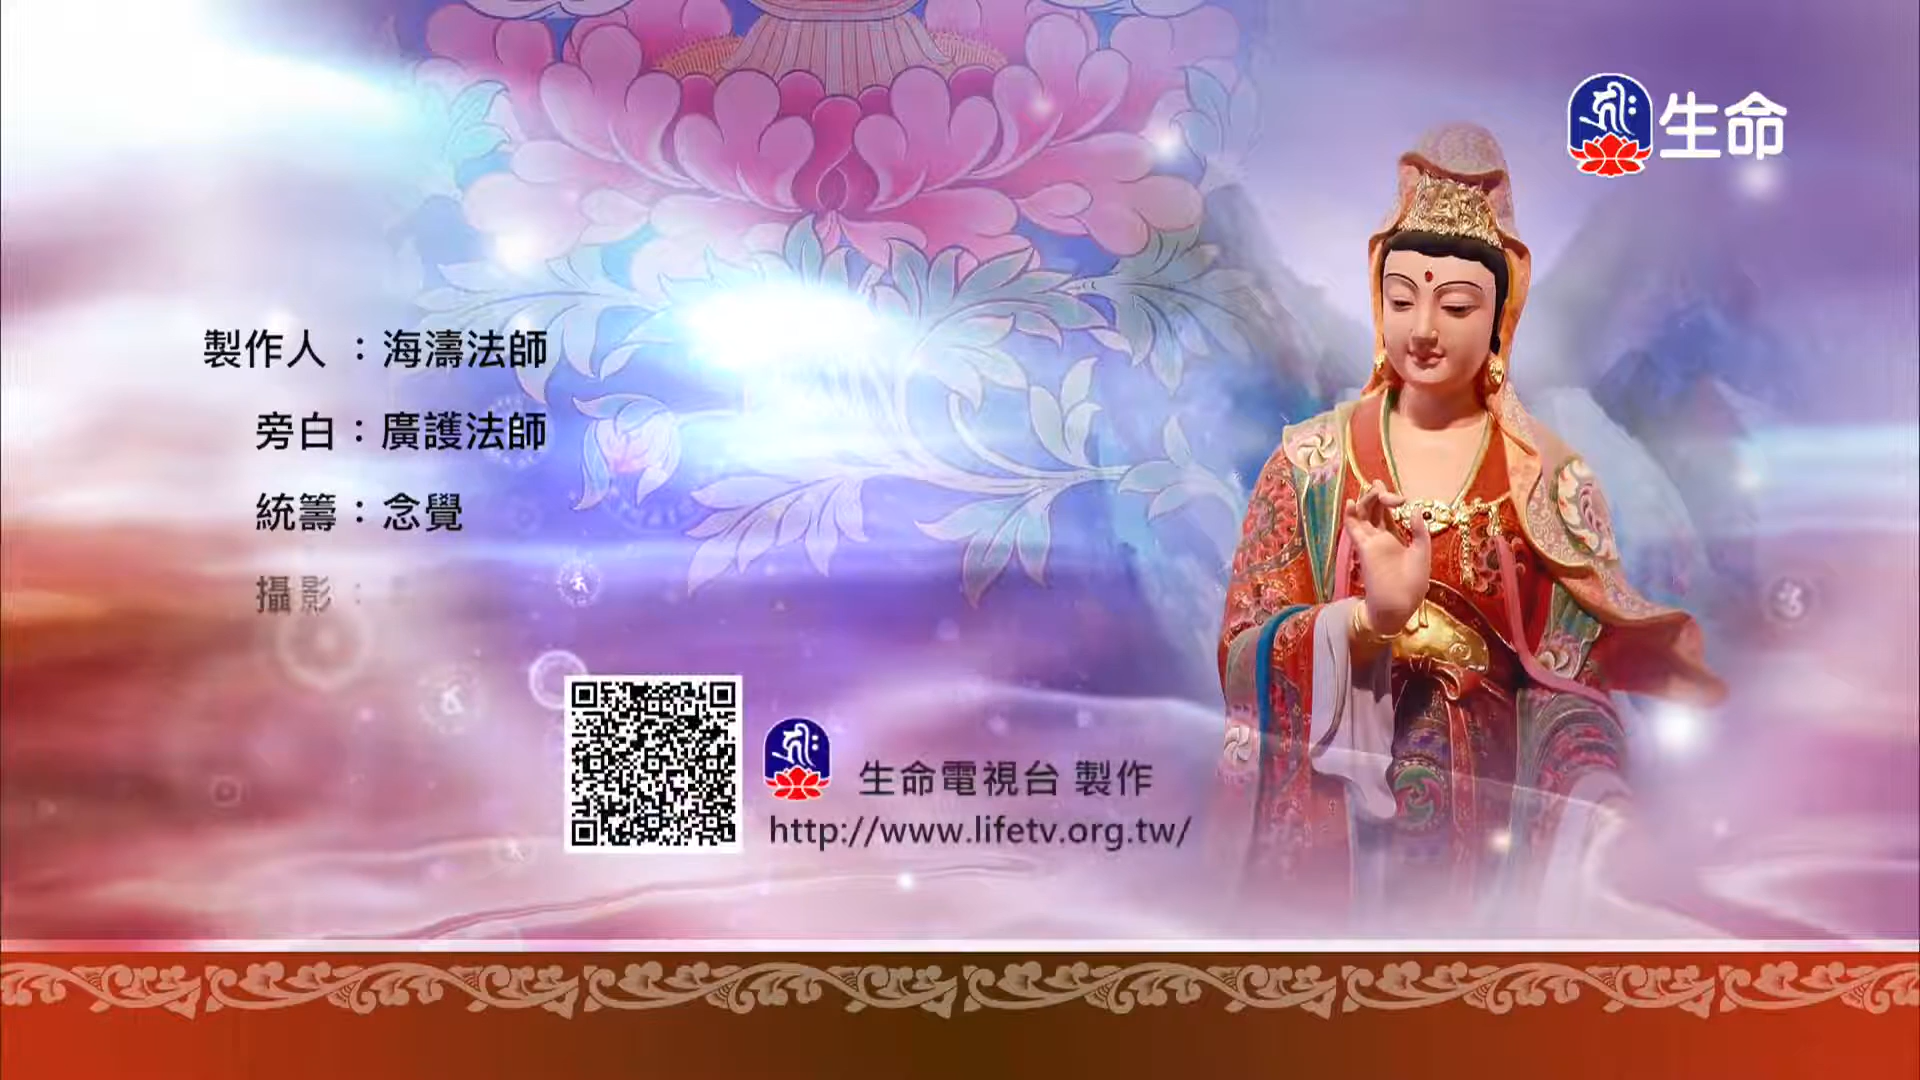 生命
製作人 ：海濤法師
旁白：廣護法師
統籌：念覺
攝影：
生命電視台 製作
http://www.lifetv.org.tw/